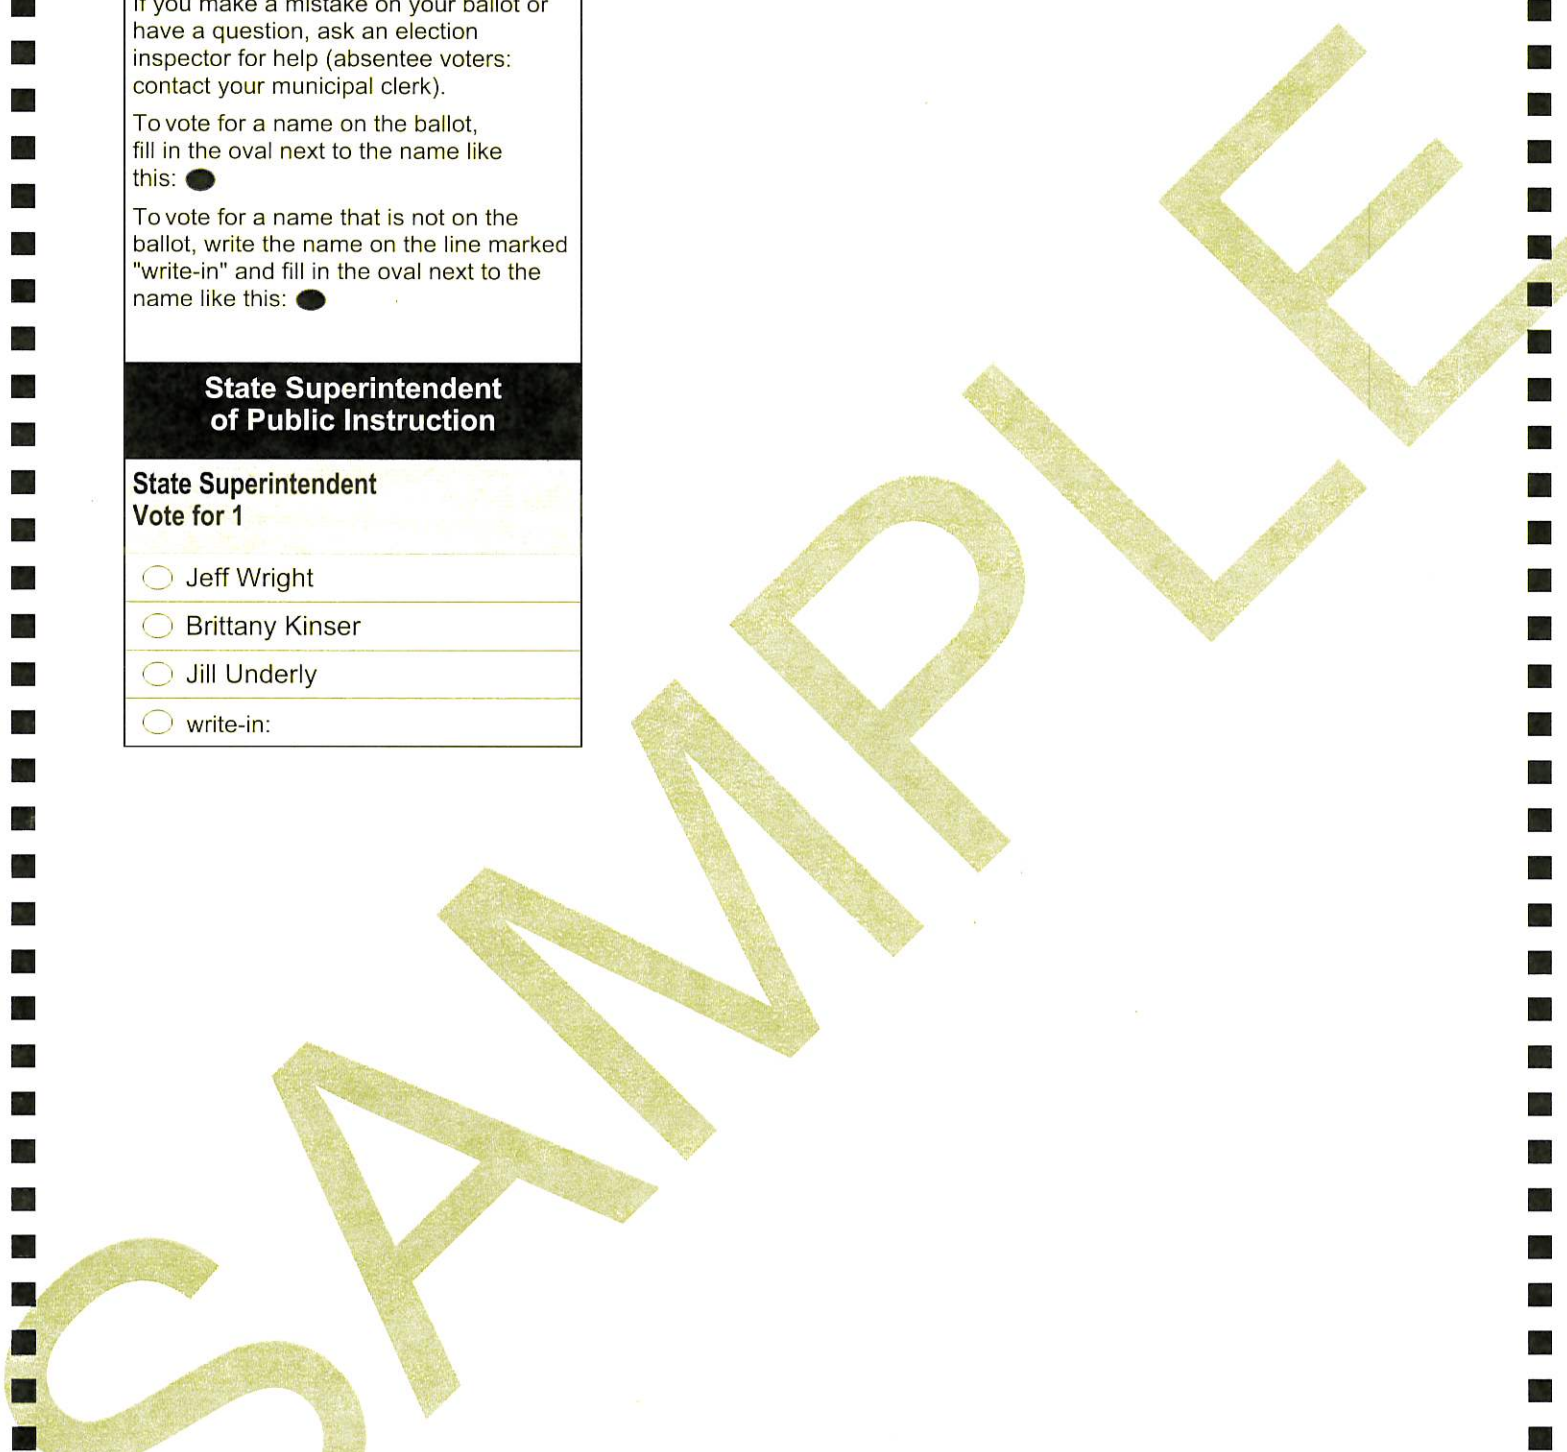 If you make a mistake on your ballot or
have a question, ask an election
inspector for help (absentee voters:
contact your municipal clerk).
To vote for a name on the ballot,
fill in the oval next to the name like
this:
To vote for a name that is not on the
ballot, write the name on the line marked
"write-in" and fill in the oval next to the
name like this:
State Superintendent
of Public Instruction
State Superintendent
Vote for 1
Jeff Wright
Brittany Kinser
Jill Underly
write-in:
SAMPLE